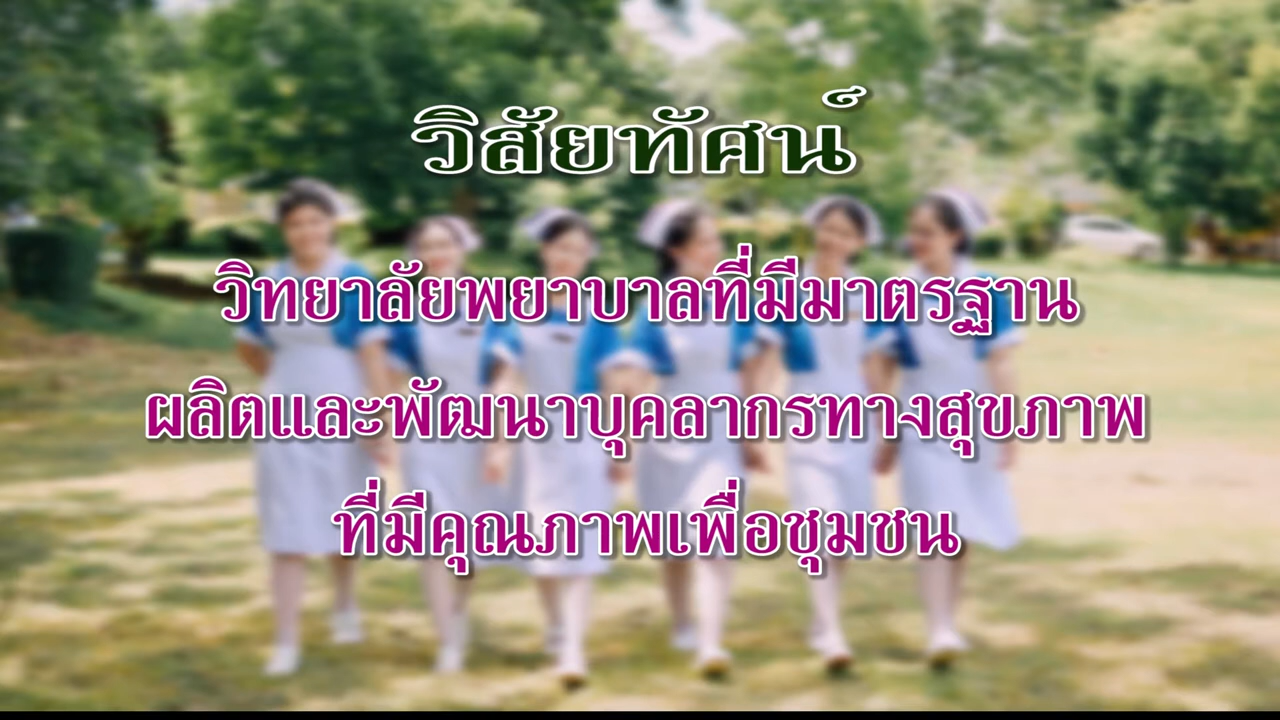 วิสัยทัศน์
วิทยาลัยพยาบาลที่มีมาตรฐาน
ผลิตและพัฒนาบุคลากรทางสุขภาพ
ที่มีคุณภาพเพื่อชุมชน